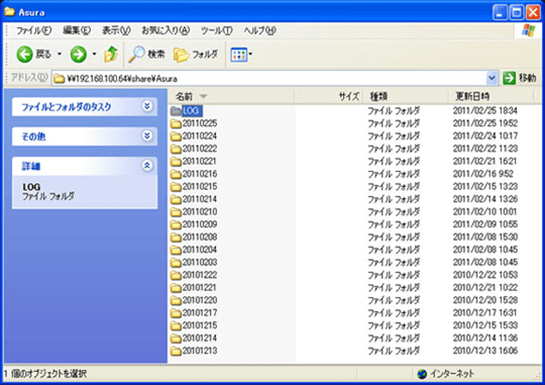 Asura
ファイル(F) 編集(E) 表示(V) お気に入り(A) ツール(T) ヘルプ(H)
戻る 検索 フォルダ
アドレス(D) ¥¥192.168.100.64¥share¥Asura 移動
ファイルとフォルダのタスク
その他
詳細
LOG
ファイル フォルダ
名前 サイズ 種類 更新日時
LOG ファイル フォルダ 2011/02/25 18:34
20110225 ファイル フォルダ 2011/02/25 19:52
20110224 ファイル フォルダ 2011/02/24 10:17
20110222 ファイル フォルダ 2011/02/22 11:23
20110221 ファイル フォルダ 2011/02/21 16:21
20110216 ファイル フォルダ 2011/02/16 9:52
20110215 ファイル フォルダ 2011/02/15 13:23
20110214 ファイル フォルダ 2011/02/14 13:26
20110210 ファイル フォルダ 2011/02/10 10:01
20110209 ファイル フォルダ 2011/02/09 10:55
20110208 ファイル フォルダ 2011/02/08 15:30
20110204 ファイル フォルダ 2011/02/08 10:45
20110203 ファイル フォルダ 2011/02/08 10:45
20101222 ファイル フォルダ 2010/12/22 10:53
20101221 ファイル フォルダ 2010/12/21 10:22
20101220 ファイル フォルダ 2010/12/20 15:28
20101217 ファイル フォルダ 2010/12/17 16:31
20101215 ファイル フォルダ 2010/12/15 15:33
20101214 ファイル フォルダ 2010/12/14 11:36
20101213 ファイル フォルダ 2010/12/13 16:06
1 個のオブジェクトを選択 インターネット